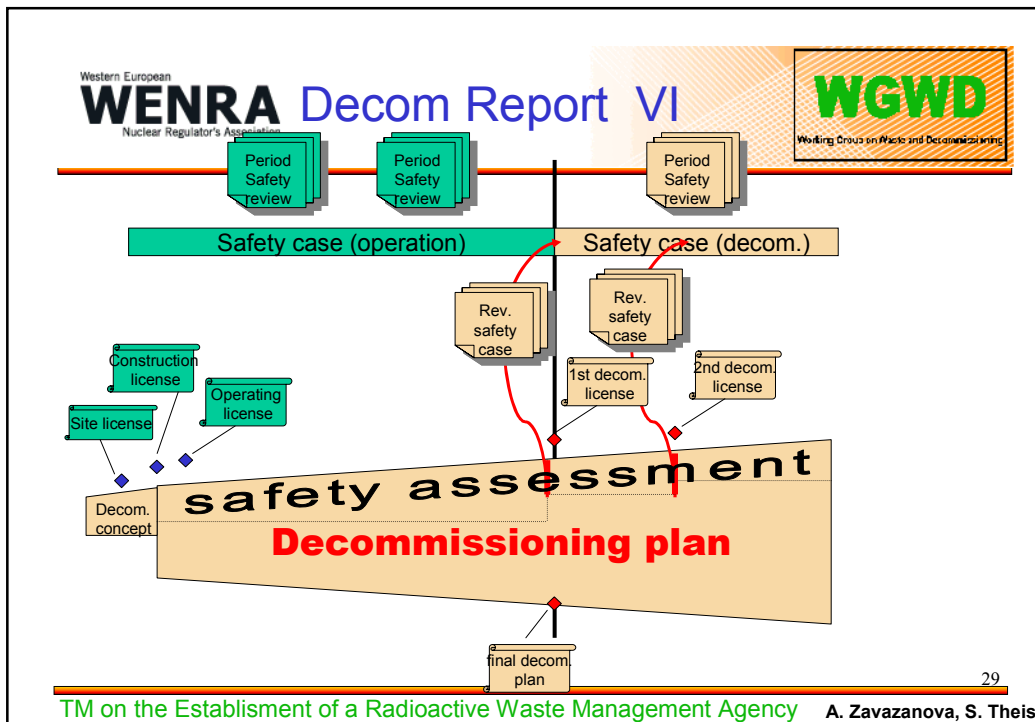 Western European
WENRA
Nuclear Regulator's Association
Decom Report VI
WGWD
Working Group on Waste and Decommissioning
Period
Safety
review
Period
Safety
review
Period
Safety
review
Safety case (operation)
Safety case (decom.)
Rev.
safety
case
Rev.
safety
case
Construction
license
Operating
license
Site license
1st decom.
license
2nd decom.
license
Decom.
concept
safety assessment
Decommissioning plan
final decom.
plan
29
TM on the Establisment of a Radioactive Waste Management Agency
A. Zavazanova, S. Theis